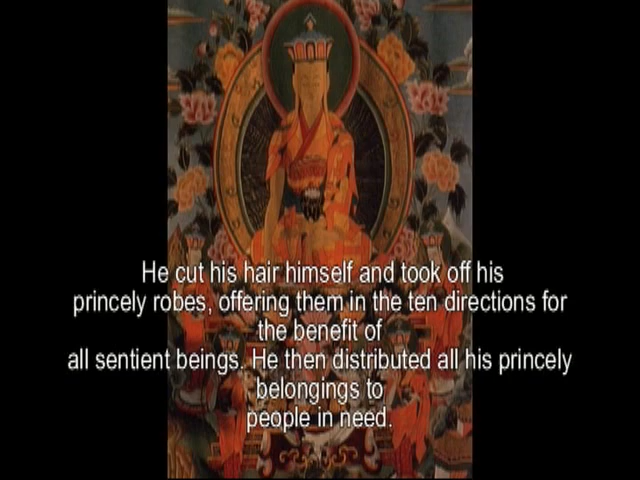 He cut his hair himself and took off his
princely robes, offering them in the ten directions for
the benefit of
all sentient beings. He then distributed all his princely
belongings to
people in need.